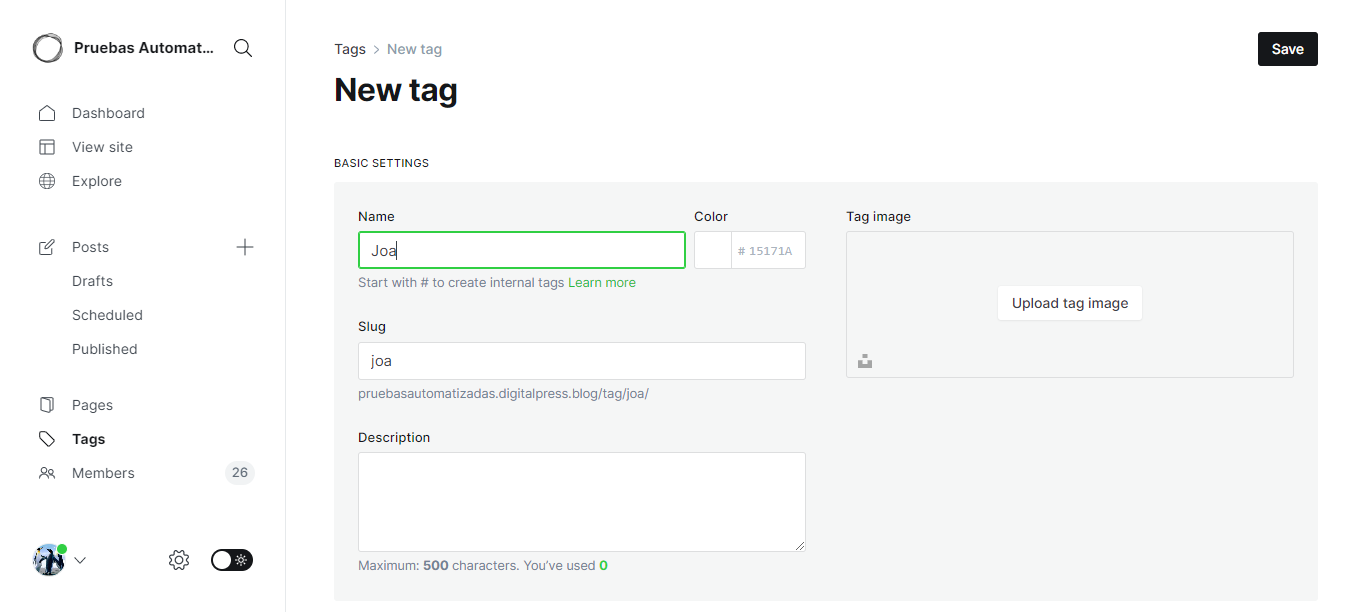 Pruebas Automat...
Dashboard
View site
Explore
Posts
Drafts
Scheduled
Published
Pages
Tags
Members 26
Tags > New tag
Save
New tag
BASIC SETTINGS
Name
Joa
Start with # to create internal tags Learn more
Color
# 15171A
Slug
joa
pruebasautomatizadas.digitalpress.blog/tag/joa/
Description
Maximum: 500 characters. You’ve used 0
Tag image
Upload tag image